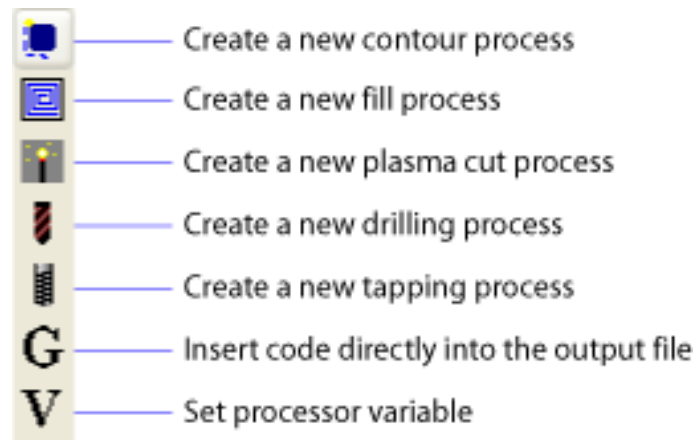 Create a new contour process
Create a new fill process
Create a new plasma cut process
Create a new drilling process
Create a new tapping process
G Insert code directly into the output file
V Set processor variable